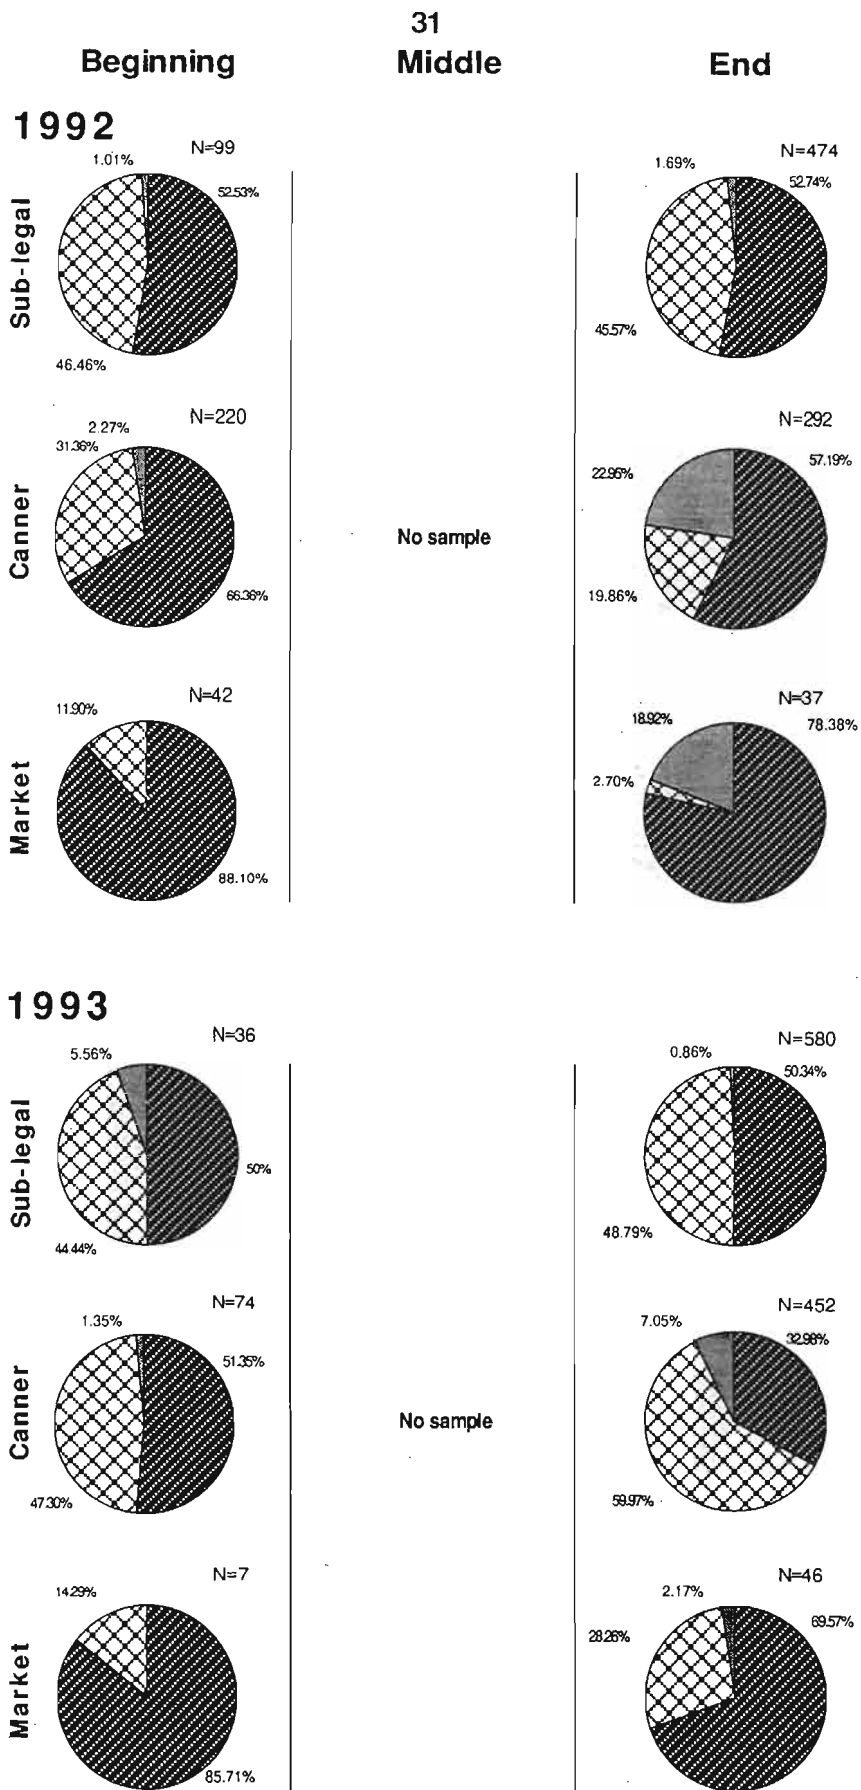 31
Beginning Middle End
1992
Sub-legal
N=99
1.01%
52.53%
46.46%
N=474
1.69%
52.74%
45.57%
Canner
N=220
2.27%
31.36%
66.36%
No sample
N=292
22.95%
57.19%
19.86%
Market
N=42
11.90%
88.10%
N=37
18.92%
78.38%
2.70%
1993
Sub-legal
N=36
5.56%
50%
44.44%
N=580
0.86%
50.34%
48.79%
Canner
N=74
1.35%
51.35%
47.30%
No sample
N=452
7.05%
32.98%
59.97%
Market
N=7
14.29%
85.71%
N=46
2.17%
69.57%
28.26%